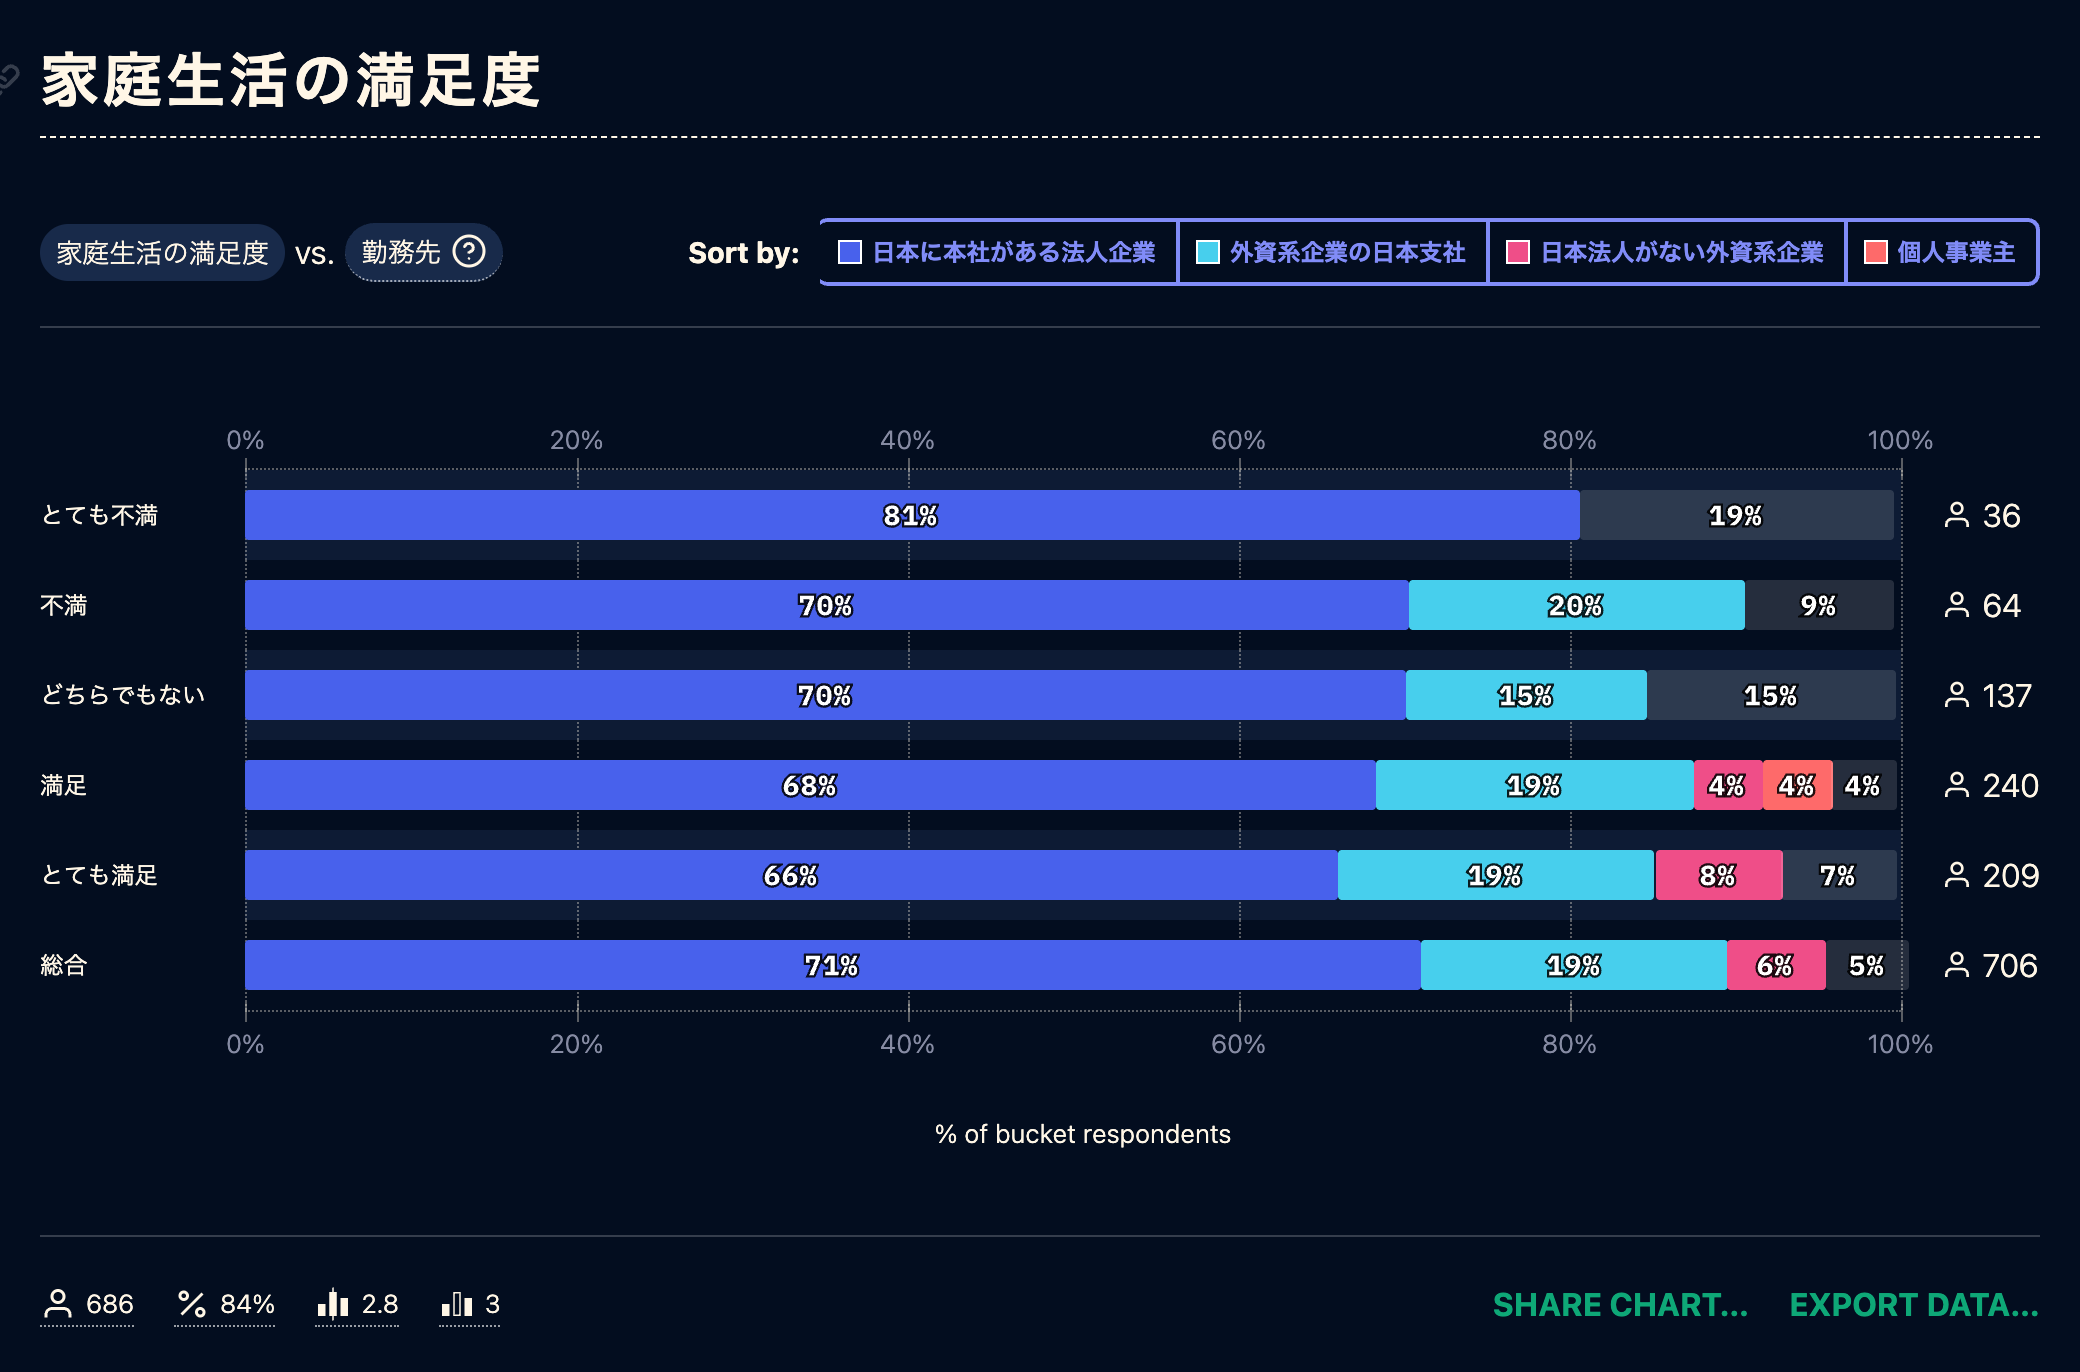 家庭生活の満足度
家庭生活の満足度 vs. 勤務先 ?
Sort by: 日本に本社がある法人企業 外資系企業の日本支社 日本法人がない外資系企業 個人事業主
0% 20% 40% 60% 80% 100%
とても不満 81% 19% 36
不満 70% 20% 9% 64
どちらでもない 70% 15% 15% 137
満足 68% 19% 4% 4% 4% 240
とても満足 66% 19% 8% 7% 209
総合 71% 19% 6% 5% 706
0% 20% 40% 60% 80% 100%
% of bucket respondents
686 84% 2.8 3
SHARE CHART... EXPORT DATA...